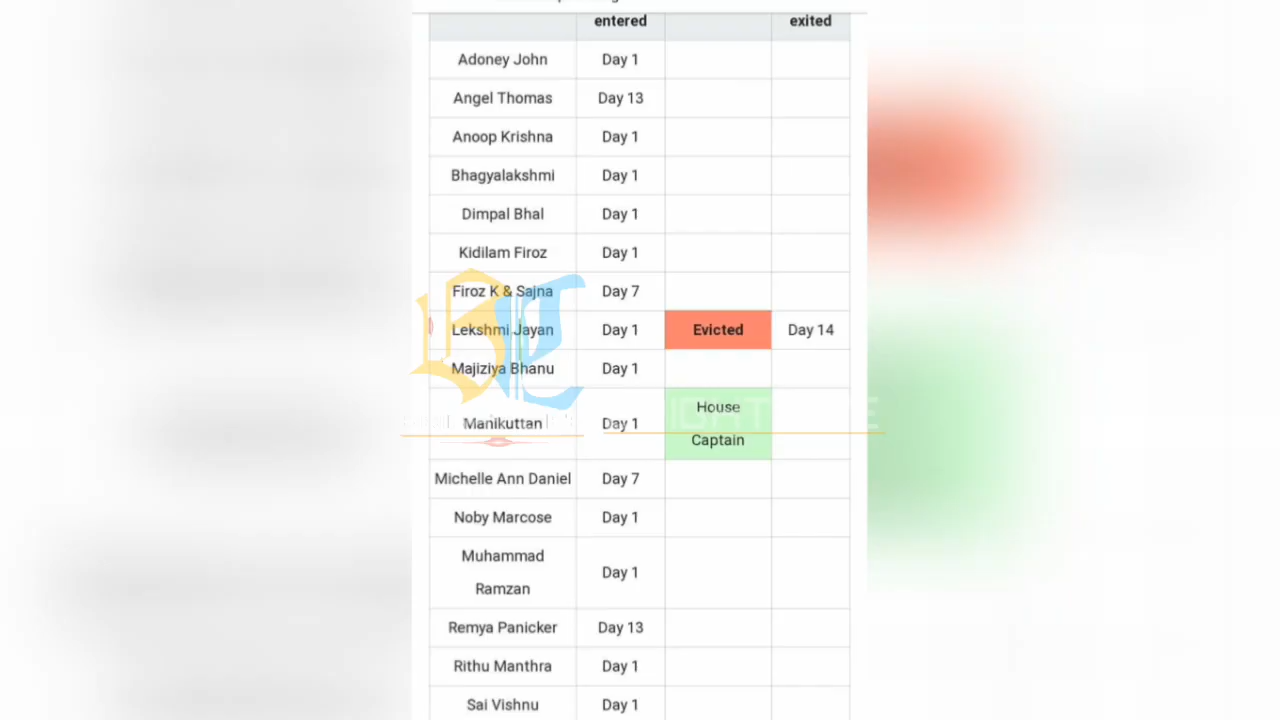 entered exited
Adoney John Day 1
Angel Thomas Day 13
Anoop Krishna Day 1
Bhagyalakshmi Day 1
Dimpal Bhal Day 1
Kidilam Firoz Day 1
Firoz K & Sajna Day 7
Lekshmi Jayan Day 1 Evicted Day 14
Majiziya Bhanu Day 1
House
Manikuttan Day 1
Captain
Michelle Ann Daniel Day 7
Noby Marcose Day 1
Muhammad
Day 1
Ramzan
Remya Panicker Day 13
Rithu Manthra Day 1
Sai Vishnu Day 1